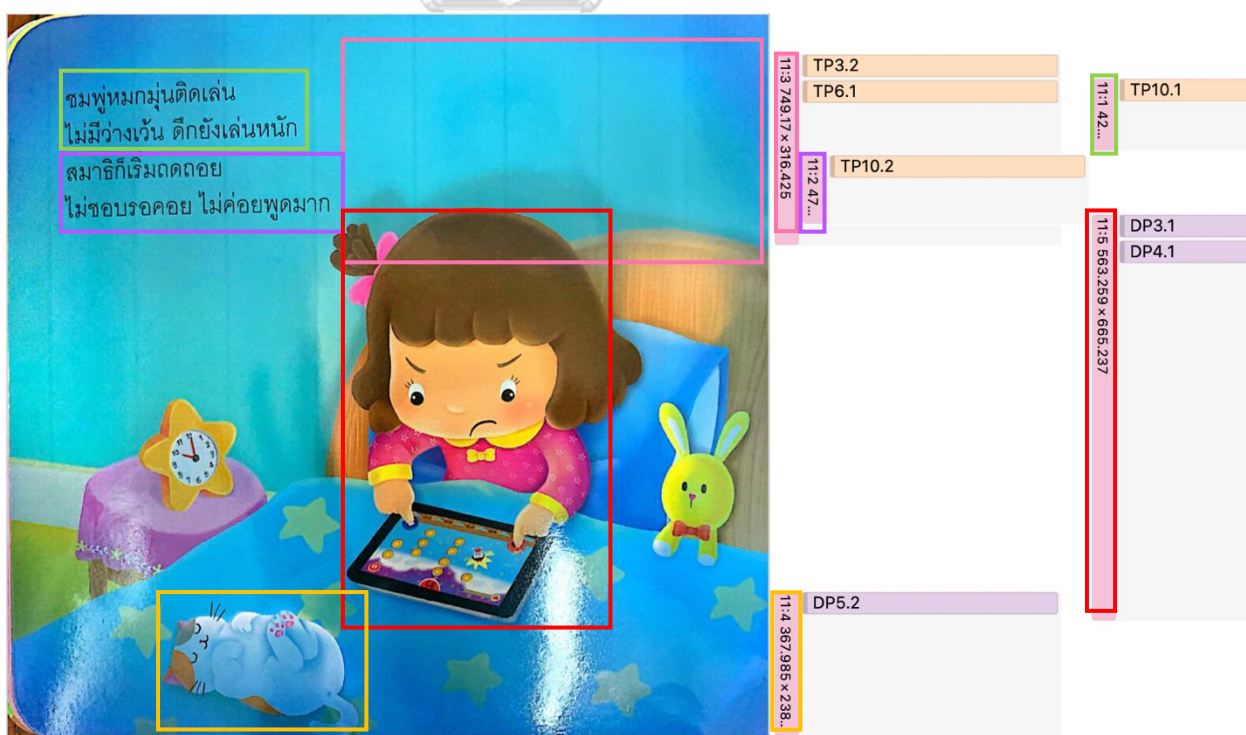 ชมพู่หมกมุ่นติดเล่น
ไม่มีว่างเว้น ดึกยังเล่นหนัก
สมาธิก็เริ่มถดถอย
ไม่ชอบรอคอย ไม่ค่อยพูดมาก
11:3 749.17 × 316.425
TP3.2
TP6.1
11:2 47...
TP10.2
11:1 42...
TP10.1
11:5 563.259 × 665.237
DP3.1
DP4.1
11:4 367.985 × 238...
DP5.2